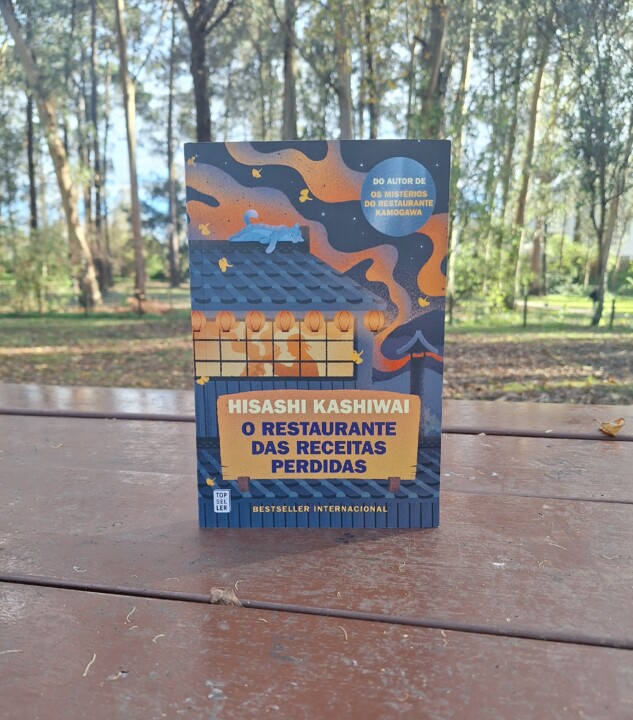 DO AUTOR DE
OS MISTÉRIOS
DO RESTAURANTE
KAMOGAWA
HISASHI KASHIWAI
O RESTAURANTE
DAS RECEITAS
PERDIDAS
TOP
SEL
LER
BESTSELLER INTERNACIONAL